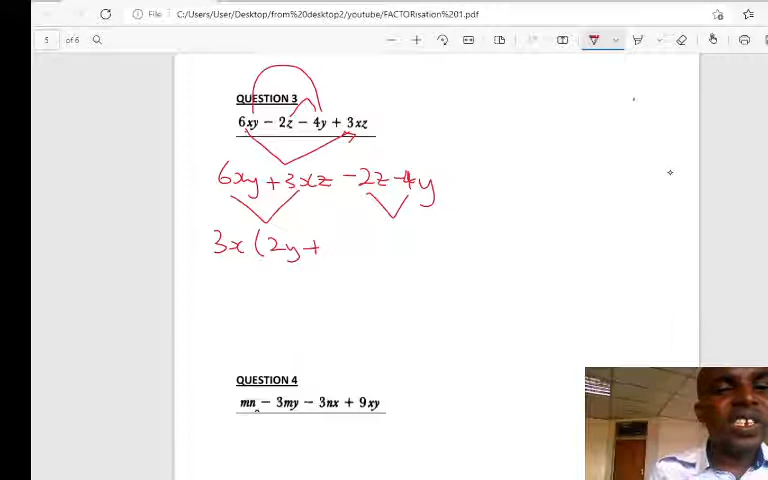 File
C:/Users/User/Desktop/from%20desktop2/youtube/FACTORisation%201.pdf
5 of 6
QUESTION 3
6xy − 2z − 4y + 3xz
6xy + 3xz − 2z − 4y
3x (2y +
QUESTION 4
mn − 3my − 3nx + 9xy